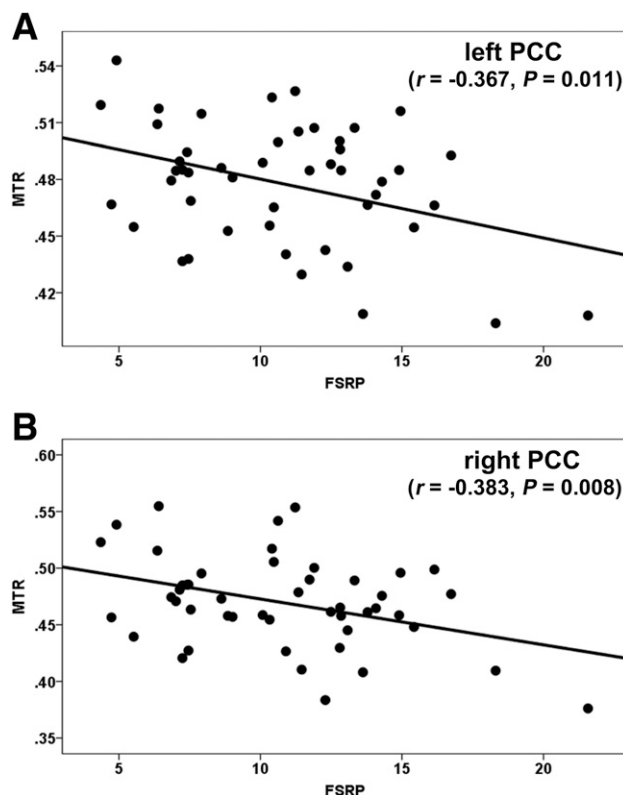 A
left PCC
(r = -0.367, P = 0.011)
.54
.51
.48
.45
.42
MTR
5 10 15 20
FSRP
B
right PCC
(r = -0.383, P = 0.008)
.60
.55
.50
.45
.40
.35
MTR
5 10 15 20
FSRP